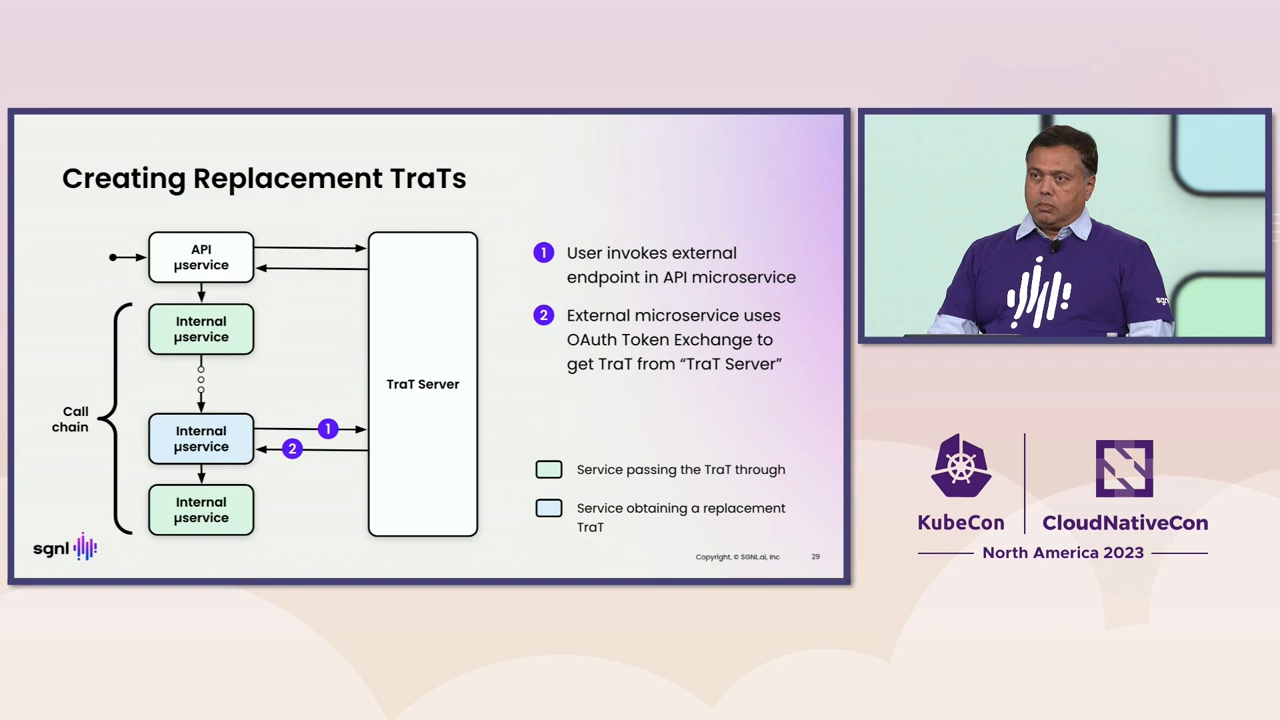 Creating Replacement TraTs
API
µservice
Internal
µservice
Call
chain
Internal
µservice
Internal
µservice
1
2
TraT Server
1 User invokes external
endpoint in API microservice
2 External microservice uses
OAuth Token Exchange to
get TraT from “TraT Server”
Service passing the TraT through
Service obtaining a replacement
TraT
sgnl
Copyright, © SGNL.ai, Inc
29
sgnl
KubeCon
CloudNativeCon
North America 2023